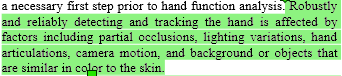 a necessary first step prior to hand function analysis. Robustly
and reliably detecting and tracking the hand is affected by
factors including partial occlusions, lighting variations, hand
articulations, camera motion, and background or objects that
are similar in color to the skin.